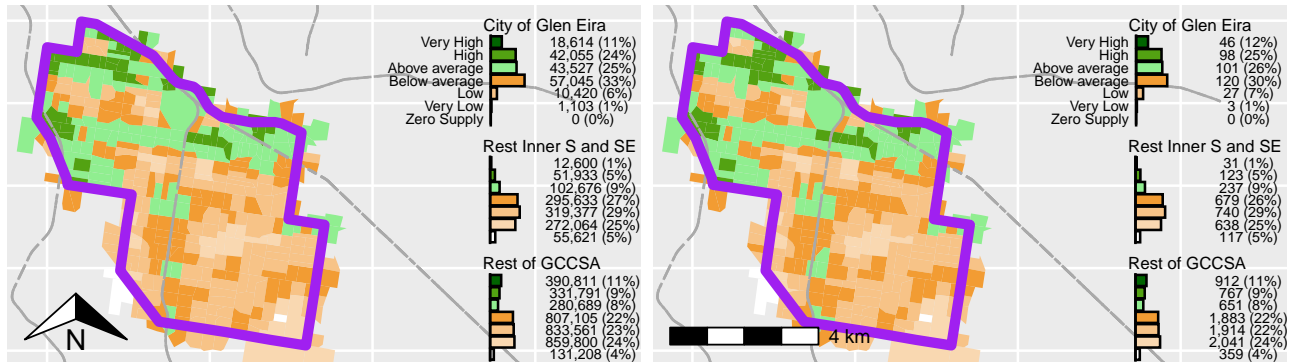 City of Glen Eira
Very High 18,614 (11%)
High 42,055 (24%)
Above average 43,527 (25%)
Below average 57,045 (33%)
Low 10,420 (6%)
Very Low 1,103 (1%)
Zero Supply 0 (0%)
Rest Inner S and SE
12,600 (1%)
51,933 (5%)
102,676 (9%)
295,633 (27%)
319,377 (29%)
272,064 (25%)
55,621 (5%)
Rest of GCCSA
390,811 (11%)
331,791 (9%)
280,689 (8%)
807,105 (22%)
833,561 (23%)
859,800 (24%)
131,208 (4%)
N
City of Glen Eira
Very High 46 (12%)
High 98 (25%)
Above average 101 (26%)
Below average 120 (30%)
Low 27 (7%)
Very Low 3 (1%)
Zero Supply 0 (0%)
Rest Inner S and SE
31 (1%)
123 (5%)
237 (9%)
679 (26%)
740 (29%)
638 (25%)
117 (5%)
Rest of GCCSA
912 (11%)
767 (9%)
651 (8%)
1,883 (22%)
1,914 (22%)
2,041 (24%)
359 (4%)
4 km